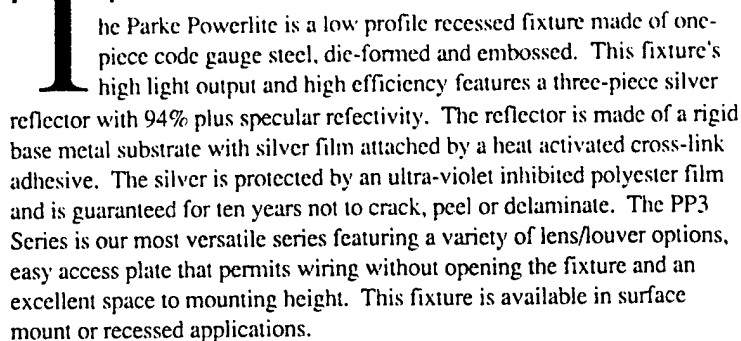 The Parke Powerlite is a low profile recessed fixture made of one-
piece code gauge steel, die-formed and embossed. This fixture's
high light output and high efficiency features a three-piece silver
reflector with 94% plus specular refectivity. The reflector is made of a rigid
base metal substrate with silver film attached by a heat activated cross-link
adhesive. The silver is protected by an ultra-violet inhibited polyester film
and is guaranteed for ten years not to crack, peel or delaminate. The PP3
Series is our most versatile series featuring a variety of lens/louver options,
easy access plate that permits wiring without opening the fixture and an
excellent space to mounting height. This fixture is available in surface
mount or recessed applications.